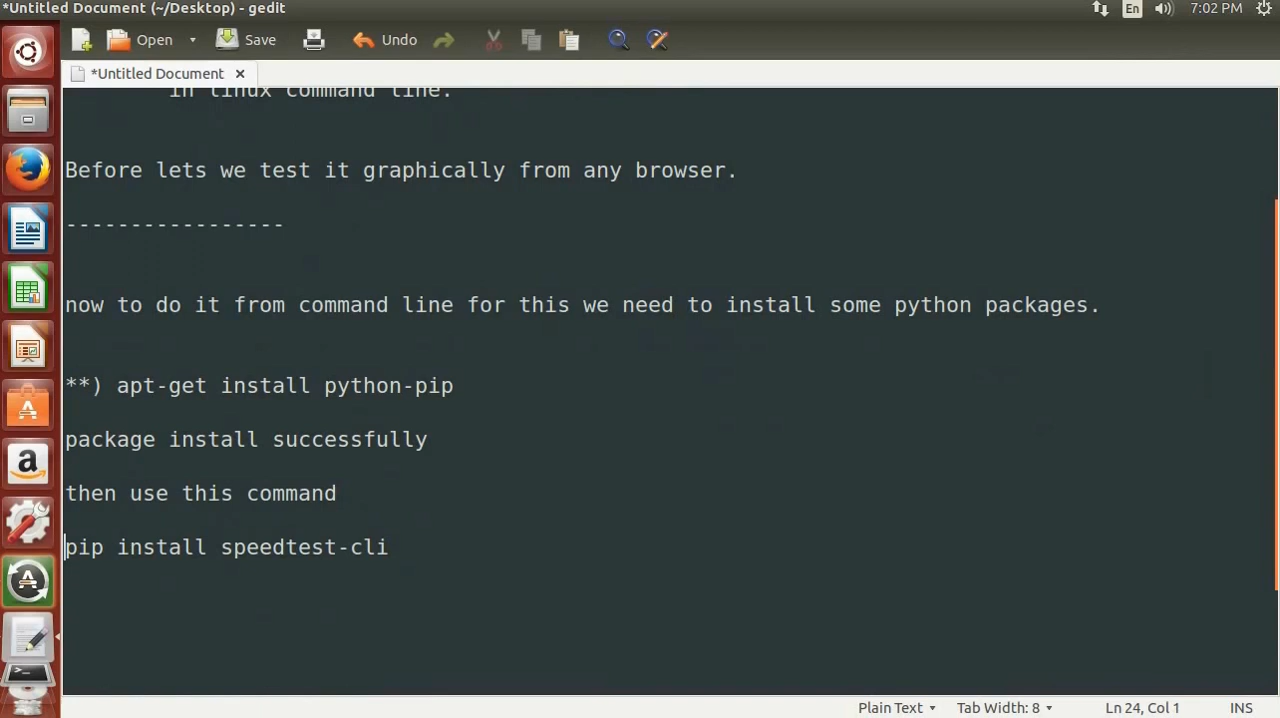 *Untitled Document (~/Desktop) - gedit
En
7:02 PM
Open
Save
Undo
*Untitled Document
in linux command line.
Before lets we test it graphically from any browser.
-----------------
now to do it from command line for this we need to install some python packages.
**) apt-get install python-pip
package install successfully
then use this command
pip install speedtest-cli
Plain Text
Tab Width: 8
Ln 24, Col 1
INS